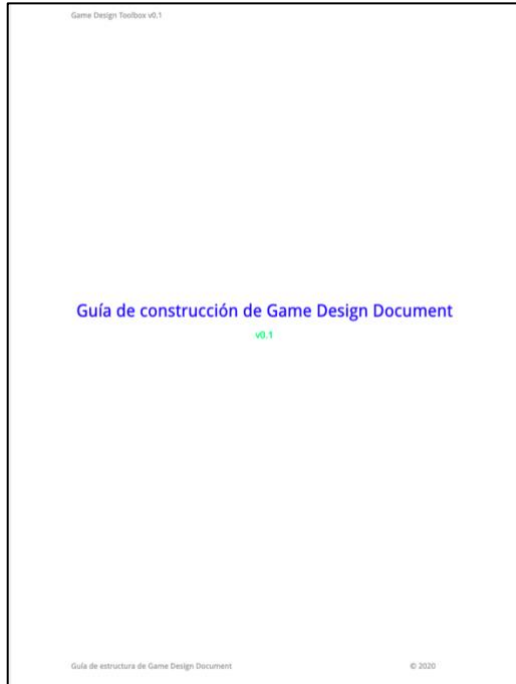 Game Design Toolbox v0.1
Guía de construcción de Game Design Document
v0.1
Guía de estructura de Game Design Document © 2020